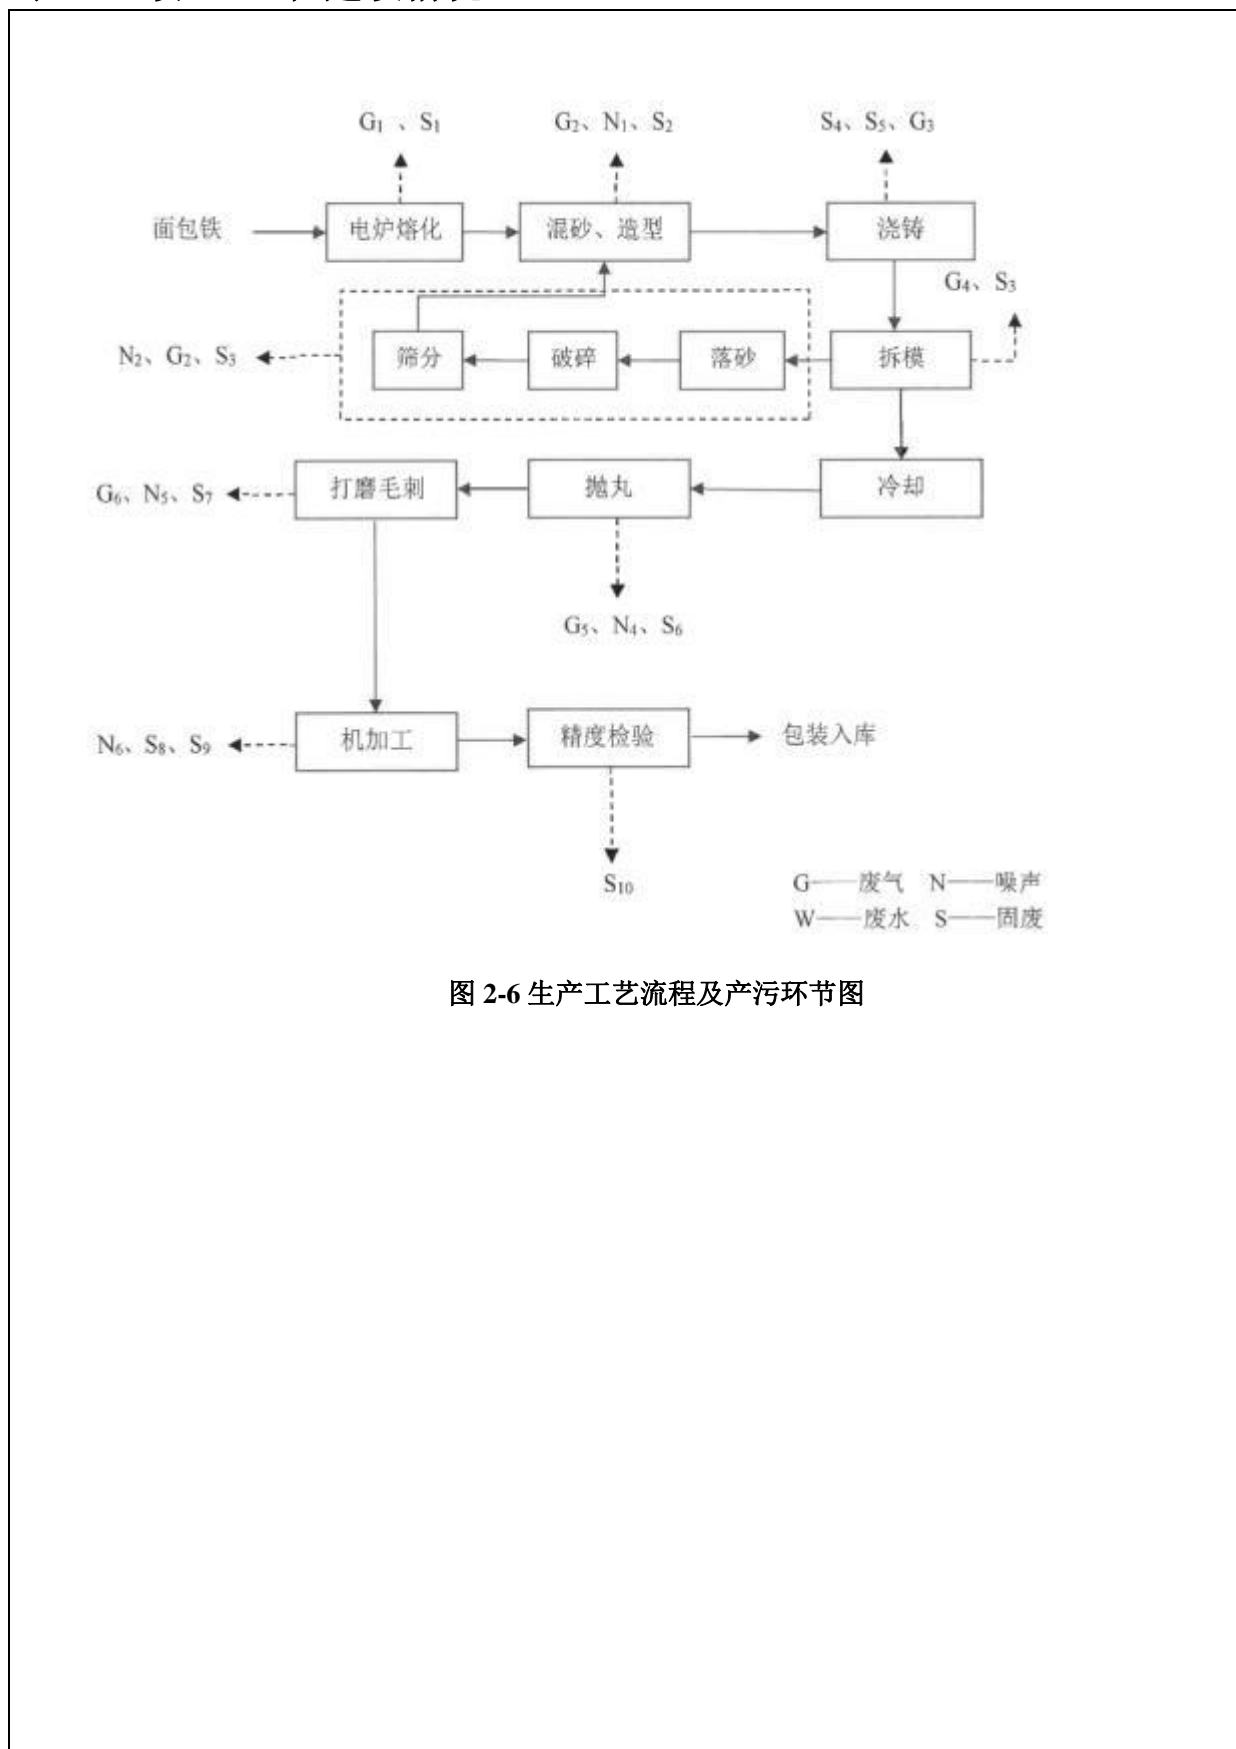 G₁ 、S₁
G₂、N₁、S₂
S₄、S₅、G₃
面包铁
电炉熔化
混砂、造型
浇铸
G₄、S₃
N₂、G₂、S₃
筛分
破碎
落砂
拆模
G₆、N₅、S₇
打磨毛刺
抛丸
冷却
G₅、N₄、S₆
N₆、S₈、S₉
机加工
精度检验
包装入库
S₁₀
G——废气 N——噪声
W——废水 S——固废
图 2-6 生产工艺流程及产污环节图